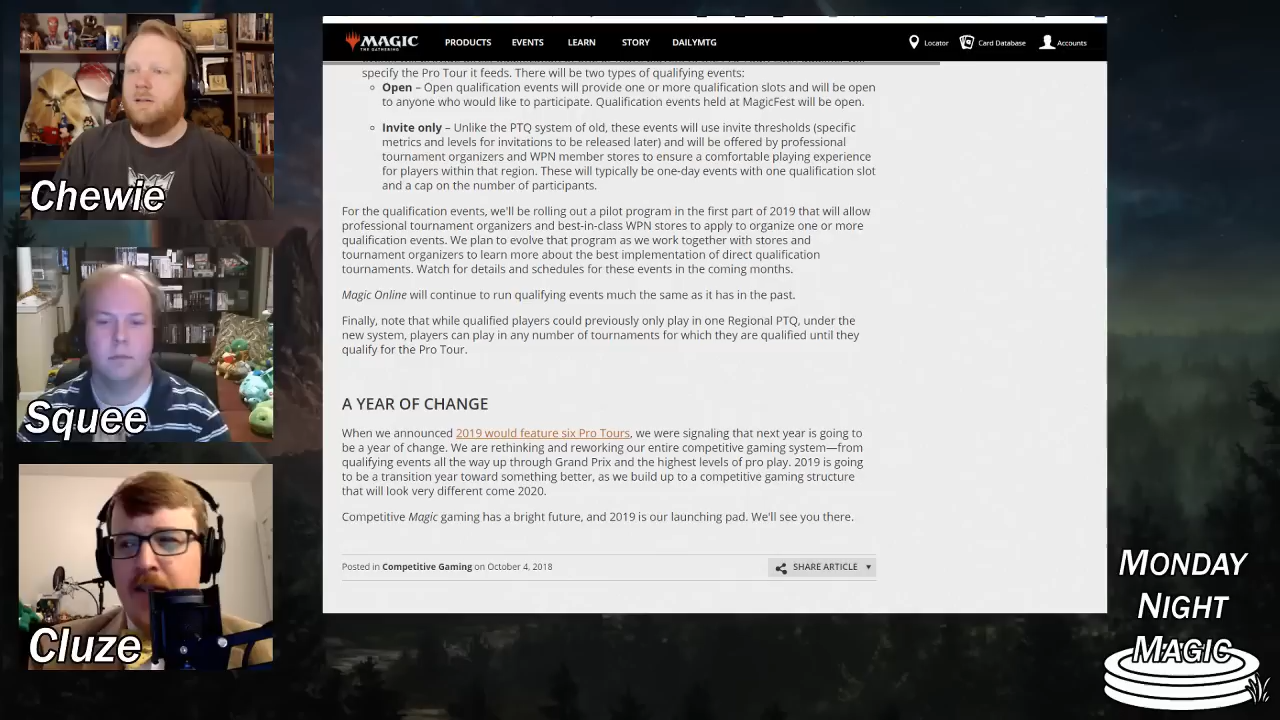 MAGIC
THE GATHERING
PRODUCTS
EVENTS
LEARN
STORY
DAILYMTG
Locator
Card Database
Accounts
specify the Pro Tour it feeds. There will be two types of qualifying events:
Open – Open qualification events will provide one or more qualification slots and will be open
to anyone who would like to participate. Qualification events held at MagicFest will be open.
Invite only – Unlike the PTQ system of old, these events will use invite thresholds (specific
metrics and levels for invitations to be released later) and will be offered by professional
tournament organizers and WPN member stores to ensure a comfortable playing experience
for players within that region. These will typically be one-day events with one qualification slot
and a cap on the number of participants.
For the qualification events, we'll be rolling out a pilot program in the first part of 2019 that will allow
professional tournament organizers and best-in-class WPN stores to apply to organize one or more
qualification events. We plan to evolve that program as we work together with stores and
tournament organizers to learn more about the best implementation of direct qualification
tournaments. Watch for details and schedules for these events in the coming months.
Magic Online will continue to run qualifying events much the same as it has in the past.
Finally, note that while qualified players could previously only play in one Regional PTQ, under the
new system, players can play in any number of tournaments for which they are qualified until they
qualify for the Pro Tour.
A YEAR OF CHANGE
When we announced 2019 would feature six Pro Tours, we were signaling that next year is going to
be a year of change. We are rethinking and reworking our entire competitive gaming system—from
qualifying events all the way up through Grand Prix and the highest levels of pro play. 2019 is going
to be a transition year toward something better, as we build up to a competitive gaming structure
that will look very different come 2020.
Competitive Magic gaming has a bright future, and 2019 is our launching pad. We'll see you there.
Posted in Competitive Gaming on October 4, 2018
SHARE ARTICLE
Chewie
Squee
Cluze
MONDAY
NIGHT
MAGIC